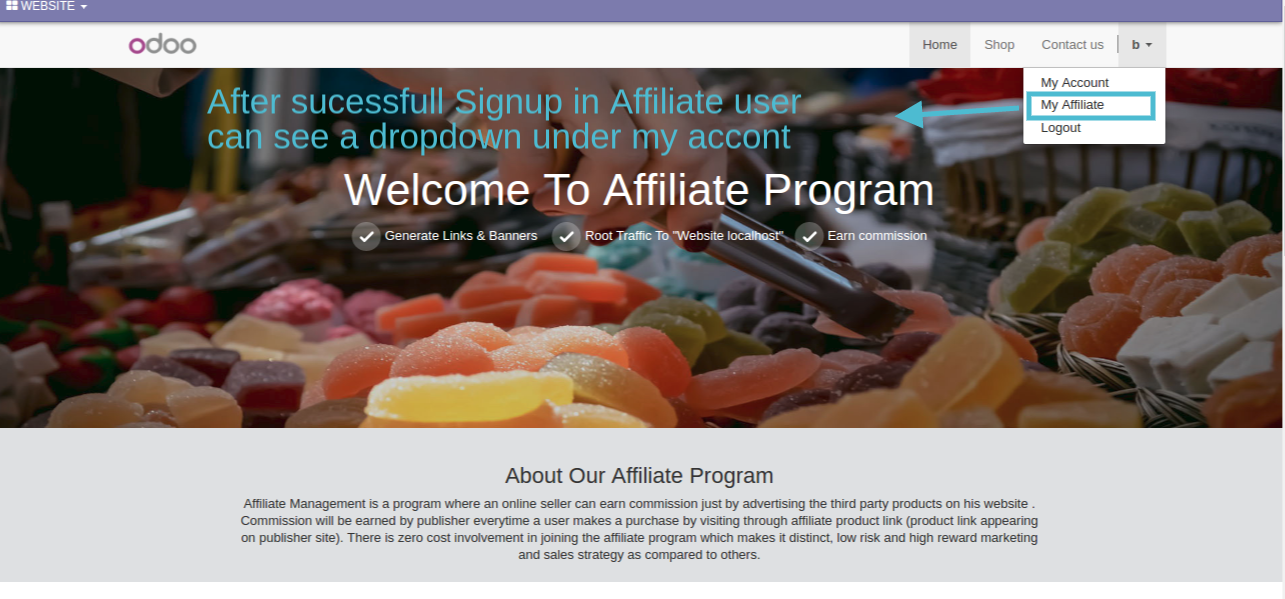 WEBSITE
odoo
Home Shop Contact us b
My Account
My Affiliate
Logout
After sucessfull Signup in Affiliate user
can see a dropdown under my accont
Welcome To Affiliate Program
Generate Links & Banners Root Traffic To "Website localhost" Earn commission
About Our Affiliate Program
Affiliate Management is a program where an online seller can earn commission just by advertising the third party products on his website .
Commission will be earned by publisher everytime a user makes a purchase by visiting through affiliate product link (product link appearing
on publisher site). There is zero cost involvement in joining the affiliate program which makes it distinct, low risk and high reward marketing
and sales strategy as compared to others.